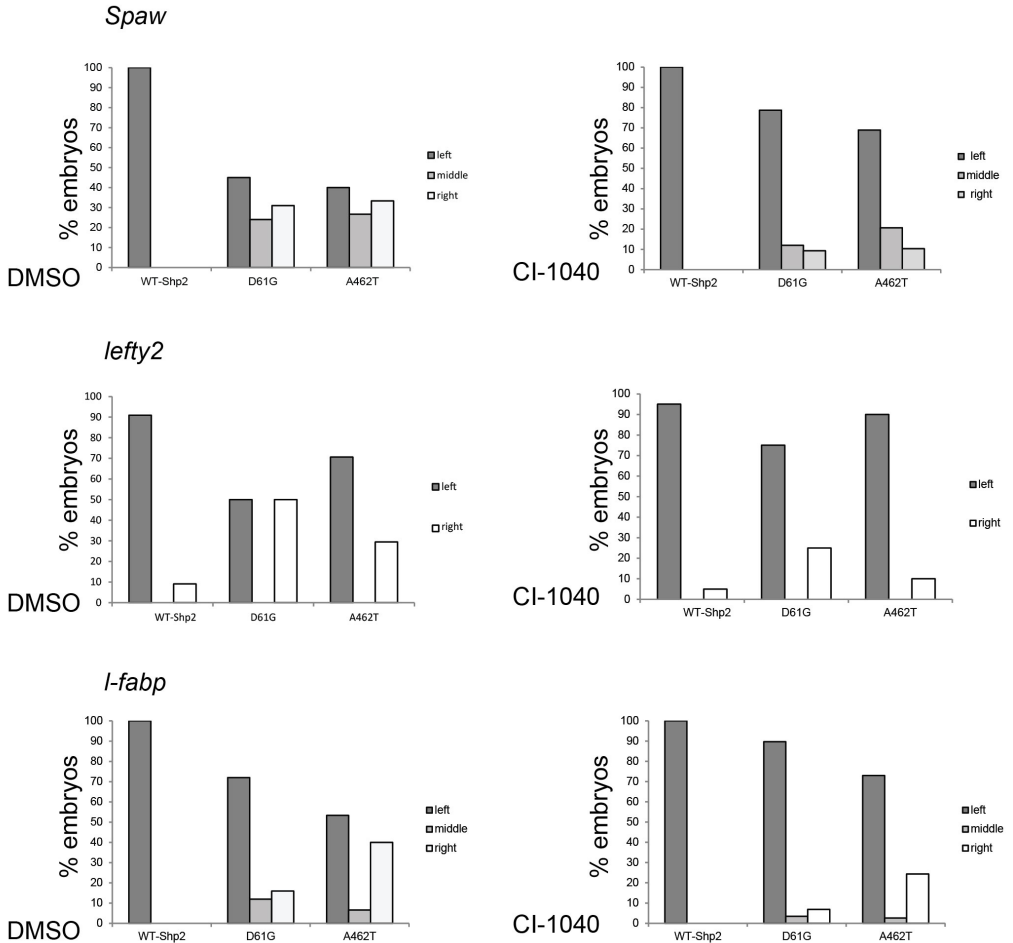 Spaw
% embryos
100
90
80
70
60
50
40
30
20
10
0
WT-Shp2 D61G A462T
left
middle
right
DMSO
% embryos
100
90
80
70
60
50
40
30
20
10
0
WT-Shp2 D61G A462T
left
middle
right
CI-1040
lefty2
% embryos
100
90
80
70
60
50
40
30
20
10
0
WT-Shp2 D61G A462T
left
right
DMSO
% embryos
100
90
80
70
60
50
40
30
20
10
0
WT-Shp2 D61G A462T
left
right
CI-1040
l-fabp
% embryos
100
90
80
70
60
50
40
30
20
10
0
WT-Shp2 D61G A462T
left
middle
right
DMSO
% embryos
100
90
80
70
60
50
40
30
20
10
0
WT-Shp2 D61G A462T
left
middle
right
CI-1040